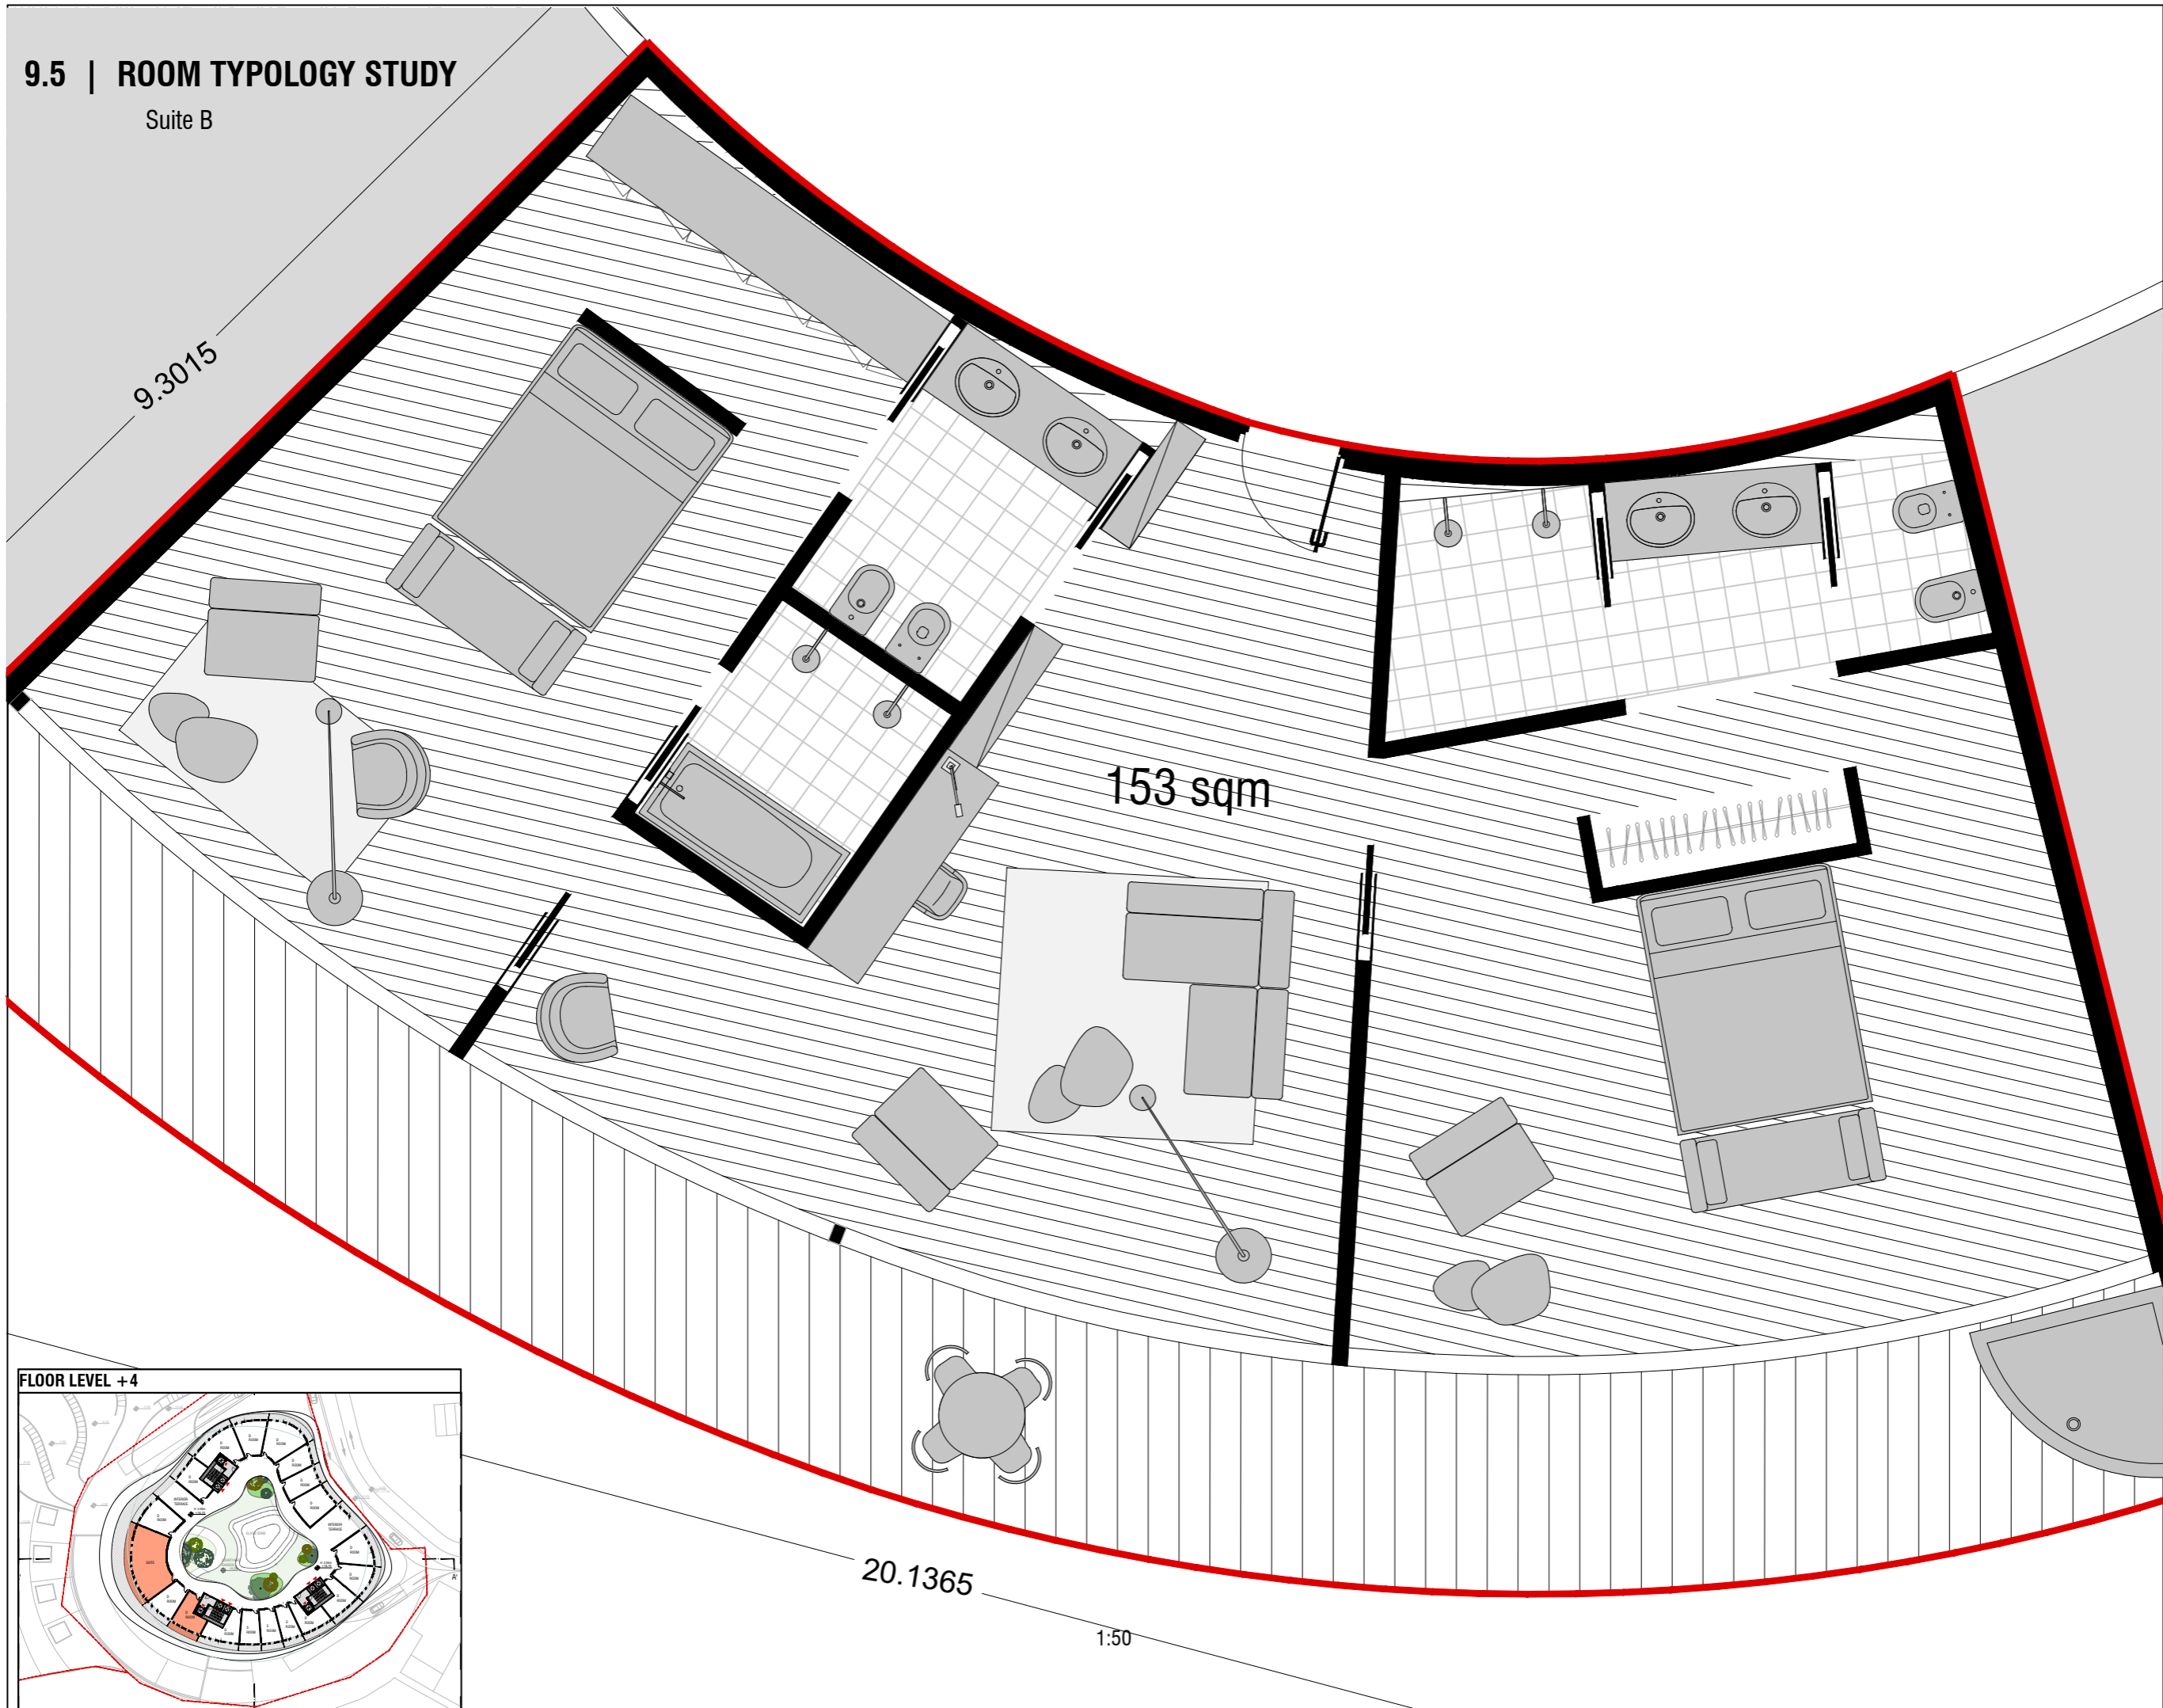 9.5 | ROOM TYPOLOGY STUDY
Suite B
9.3015
153 sqm
FLOOR LEVEL +4
20.1365
1:50